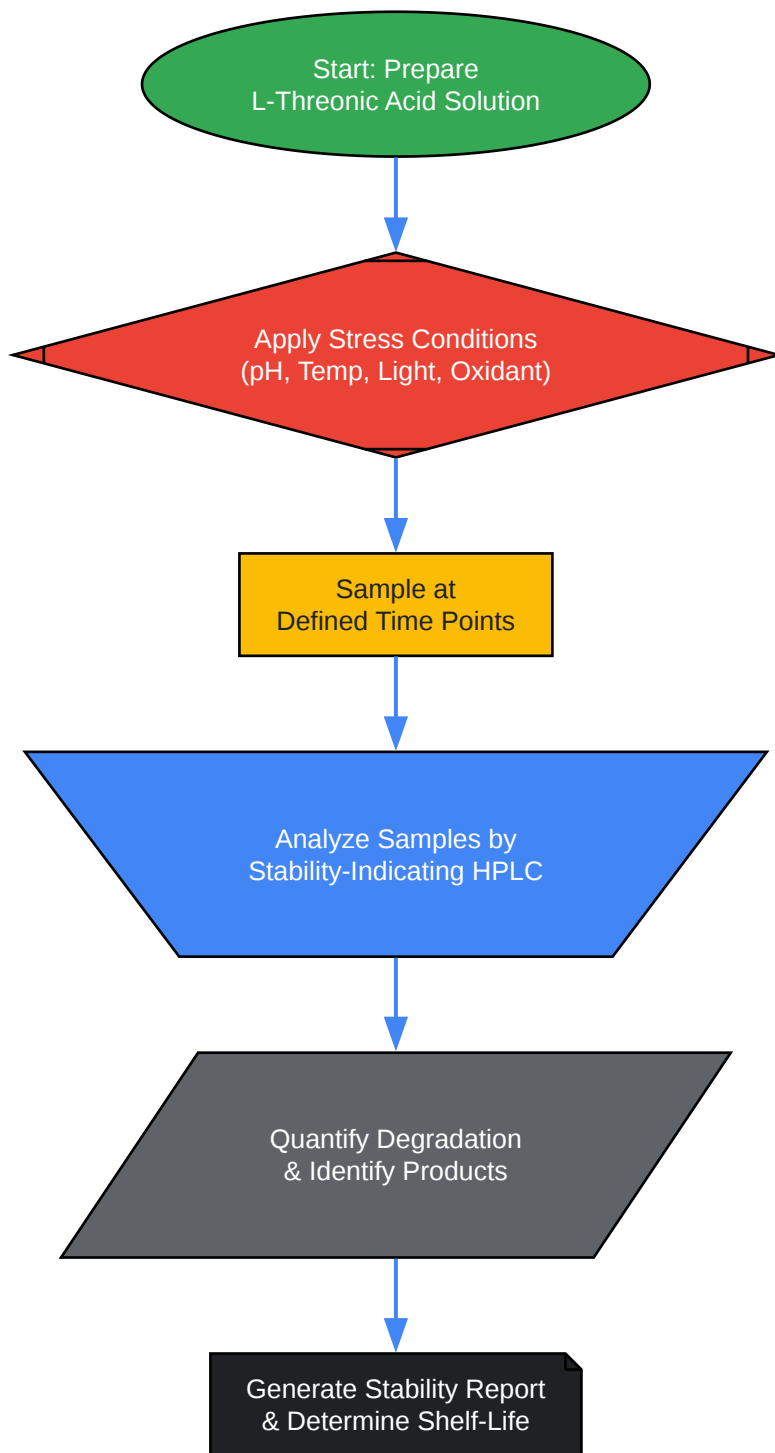 Start: Prepare
L-Threonic Acid Solution
Apply Stress Conditions
(pH, Temp, Light, Oxidant)
Sample at
Defined Time Points
Analyze Samples by
Stability-Indicating HPLC
Quantify Degradation
& Identify Products
Generate Stability Report
& Determine Shelf-Life